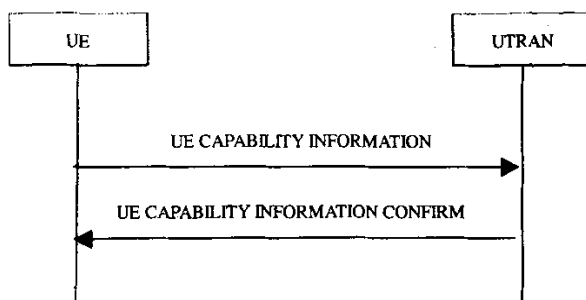 UE
UTRAN
UE CAPABILITY INFORMATION
UE CAPABILITY INFORMATION CONFIRM